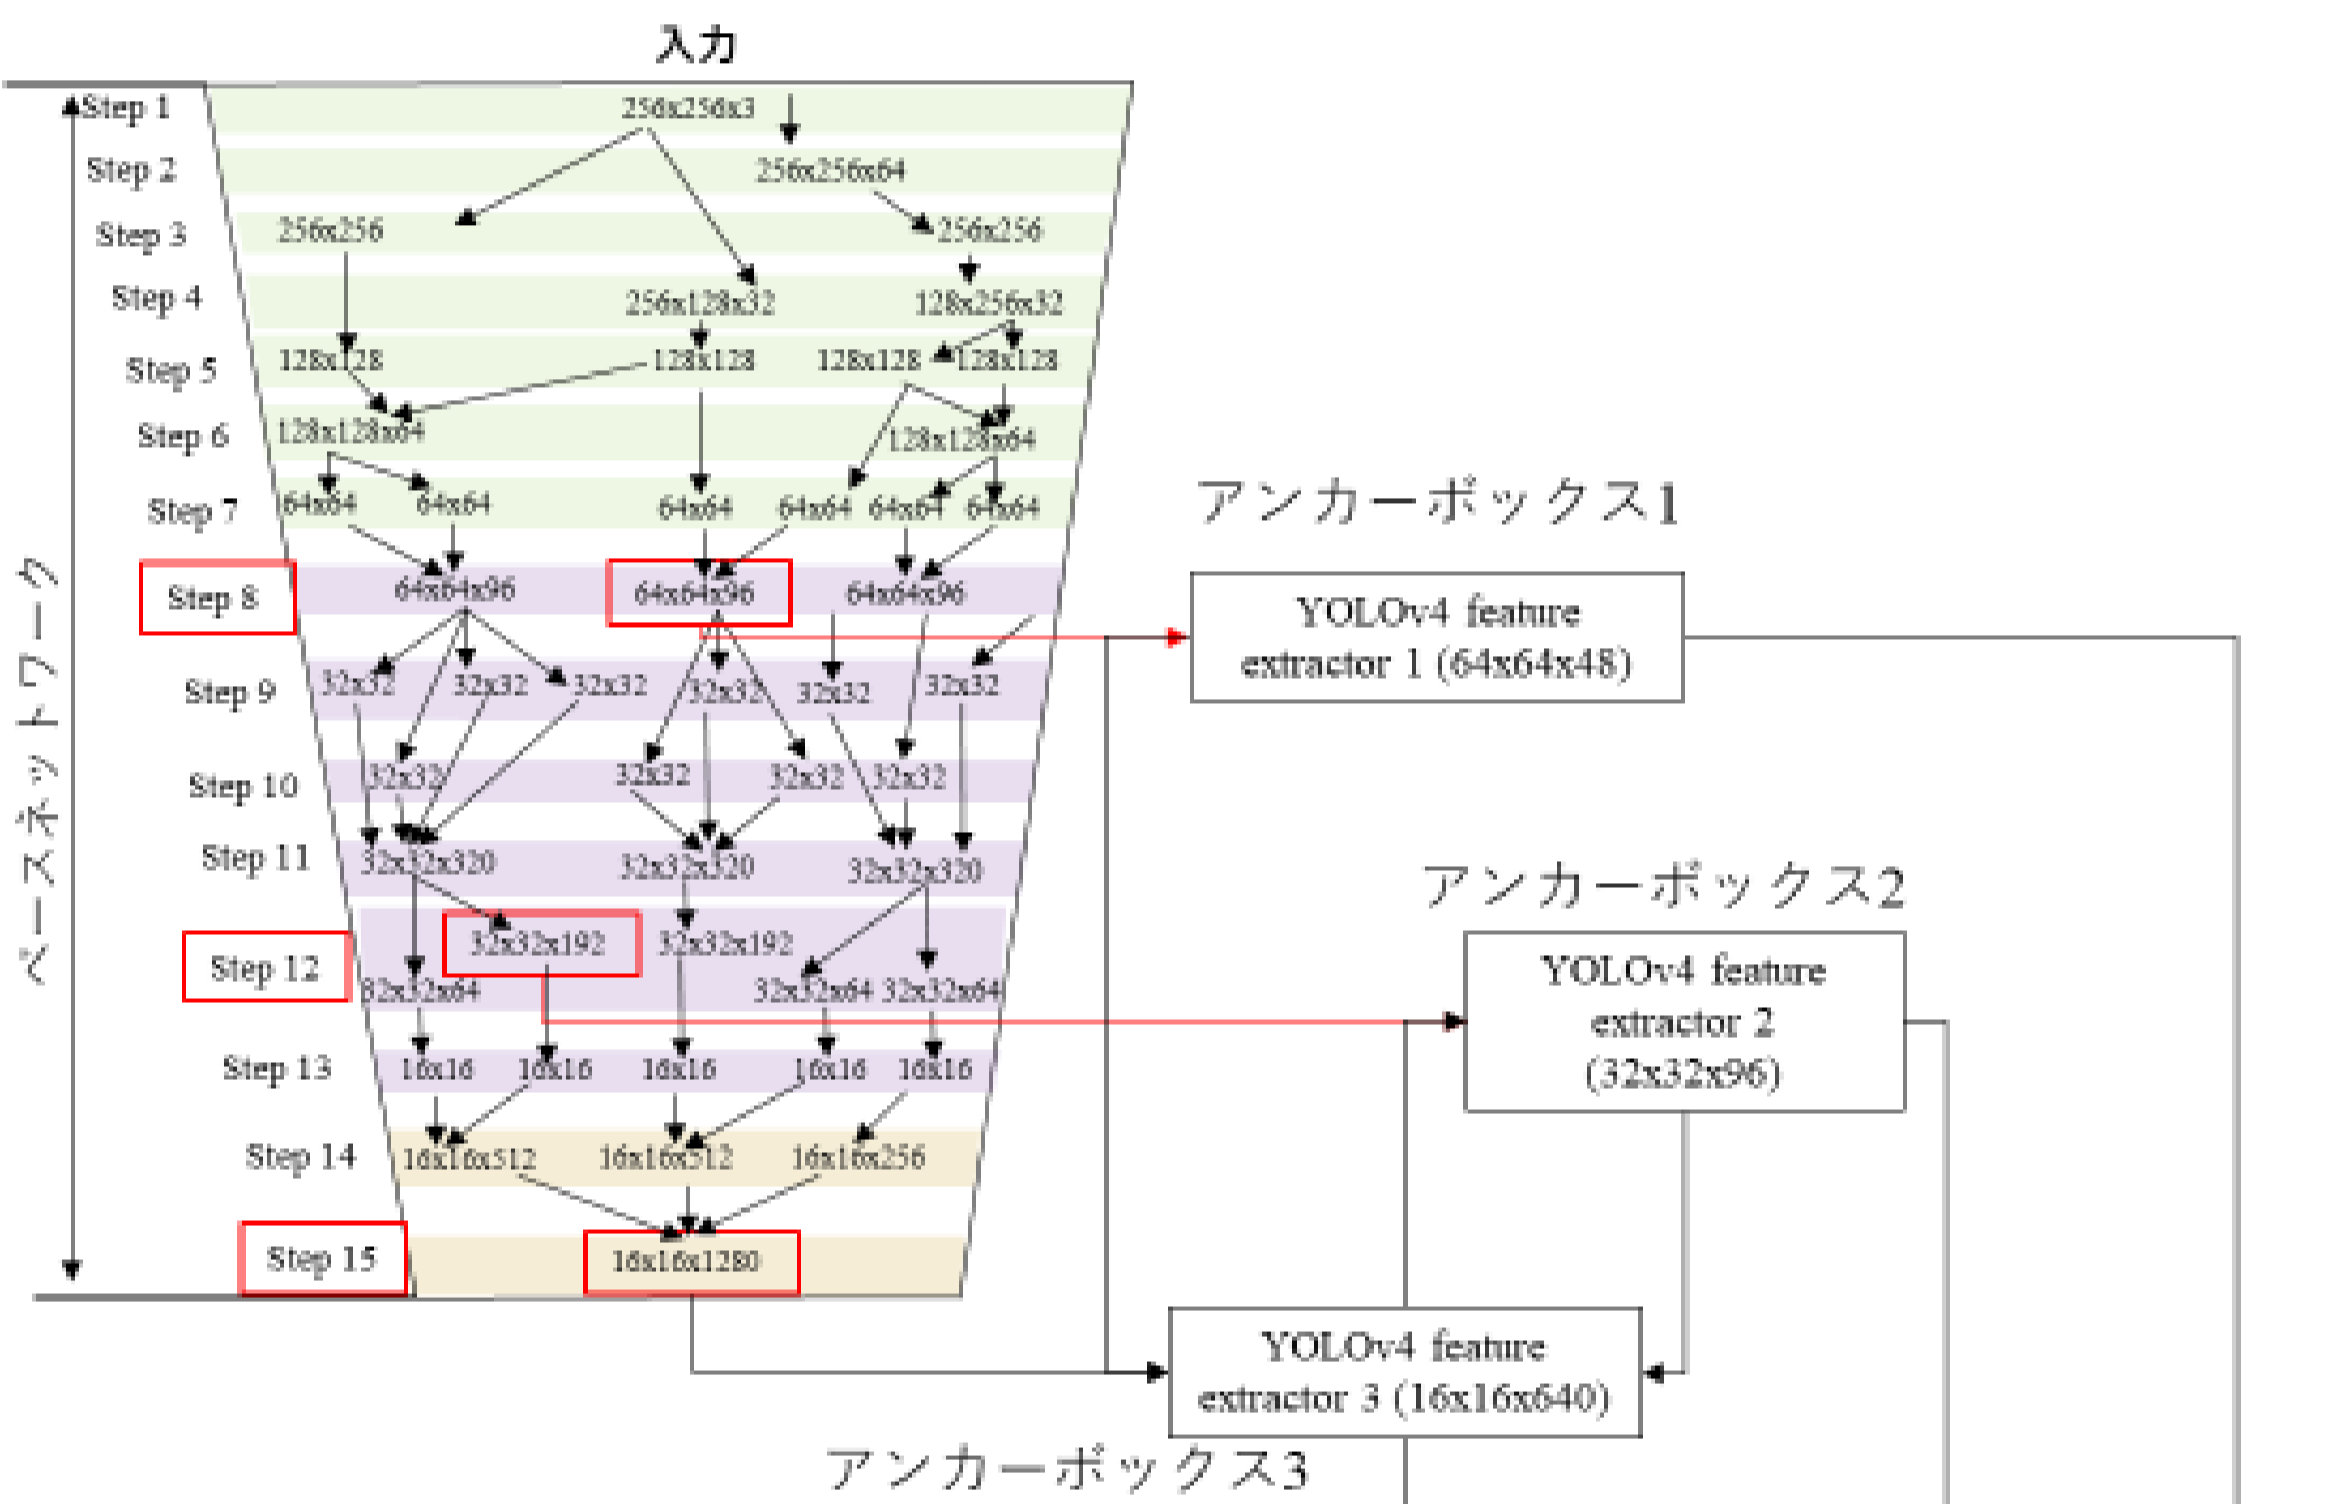 入力
Step 1
256x256x3
Step 2
256x256x64
Step 3
256x256
256x256
Step 4
256x128x32
128x256x32
Step 5
128x128
128x128
128x128
128x128
Step 6
128x128x64
128x128x64
Step 7
64x64
64x64
64x64
64x64
64x64
64x64
アンカーボックス1
Step 8
64x64x96
64x64x96
64x64x96
YOLOv4 feature
extractor 1 (64x64x48)
ベースネットワーク
Step 9
32x32
32x32
32x32
32x32
32x32
32x32
Step 10
32x32
32x32
32x32
32x32
Step 11
32x32x320
32x32x320
32x32x320
アンカーボックス2
Step 12
32x32x192
32x32x192
32x32x64
32x32x64
32x32x64
YOLOv4 feature
extractor 2
(32x32x96)
Step 13
16x16
16x16
16x16
16x16
16x16
Step 14
16x16x512
16x16x512
16x16x256
Step 15
16x16x1280
YOLOv4 feature
extractor 3 (16x16x640)
アンカーボックス3